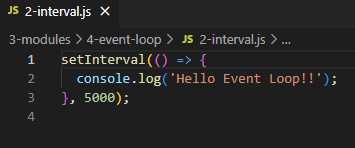 JS 2-interval.js ×
3-modules > 4-event-loop > JS 2-interval.js > ...
1 setInterval(() => {
2   console.log('Hello Event Loop!!');
3 }, 5000);
4